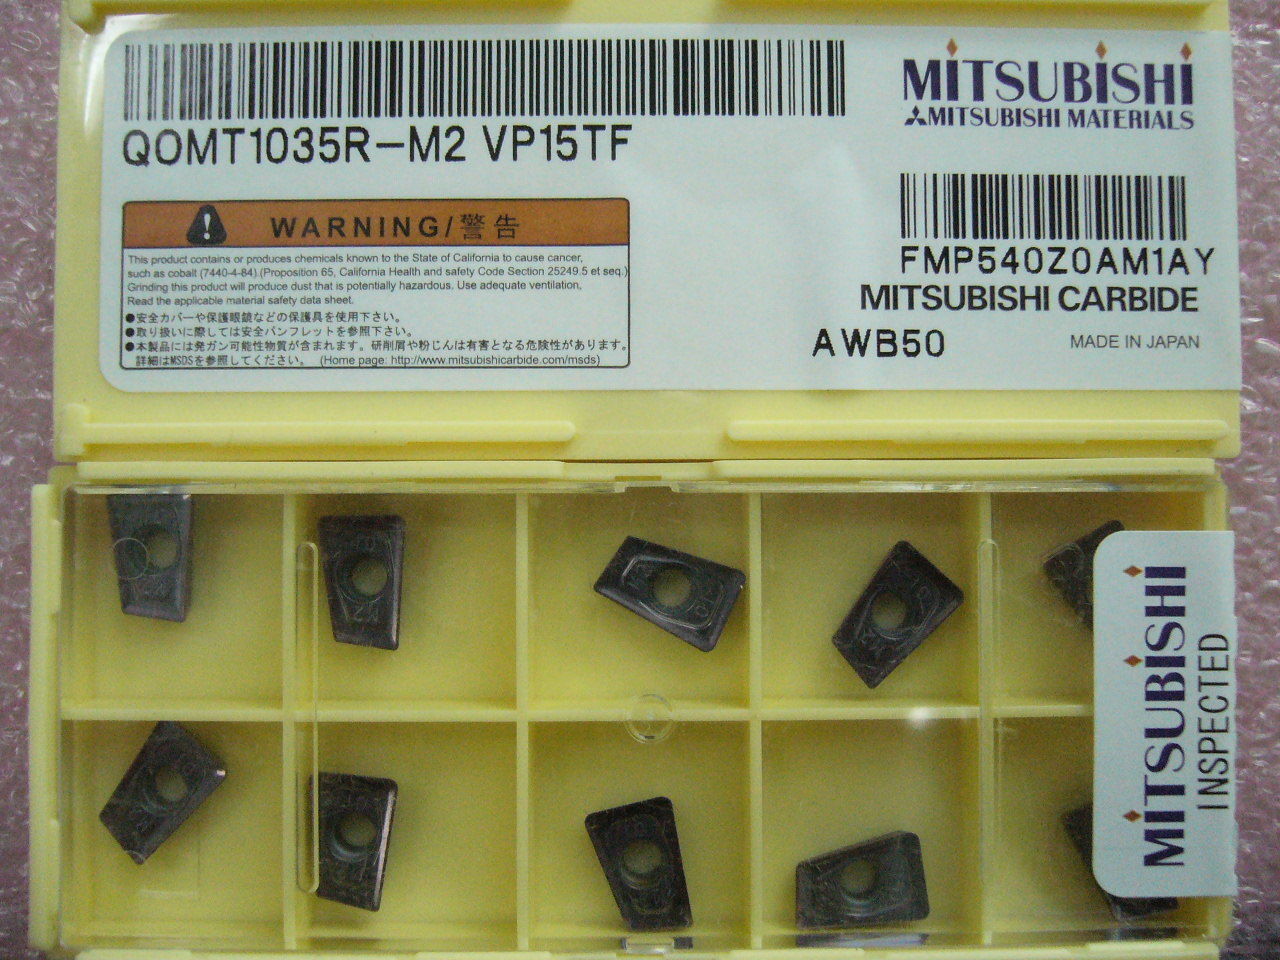 MITSUBISHI
MITSUBISHI MATERIALS
QOMT1035R-M2 VP15TF
WARNING/警告
This product contains or produces chemicals known to the State of California to cause cancer,
such as cobalt (7440-4-84).(Proposition 65, California Health and safety Code Section 25249.5 et seq.)
Grinding this product will produce dust that is potentially hazardous. Use adequate ventilation.
Read the applicable material safety data sheet.
●安全カバーや保護眼鏡などの保護具を使用下さい。
●取り扱いに際しては安全パンフレットを参照下さい。
●本製品には発ガン可能性物質が含まれます。研削屑や粉じんは有害となる危険性があります。
詳細はMSDSを参照してください。 (Home page: http://www.mitsubishicarbide.com/msds)
FMP540Z0AM1AY
MITSUBISHI CARBIDE
AWB50
MADE IN JAPAN
MITSUBISHI
INSPECTED